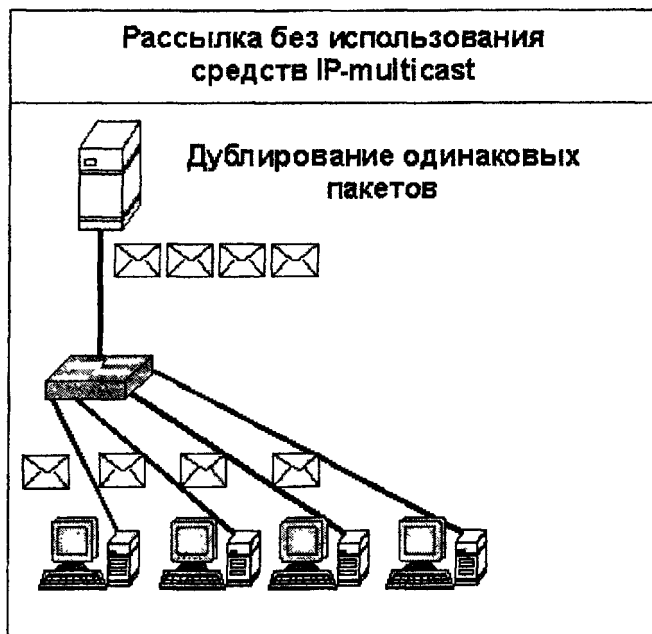 Рассылка без использования
средств IP-multicast
Дублирование одинаковых
пакетов